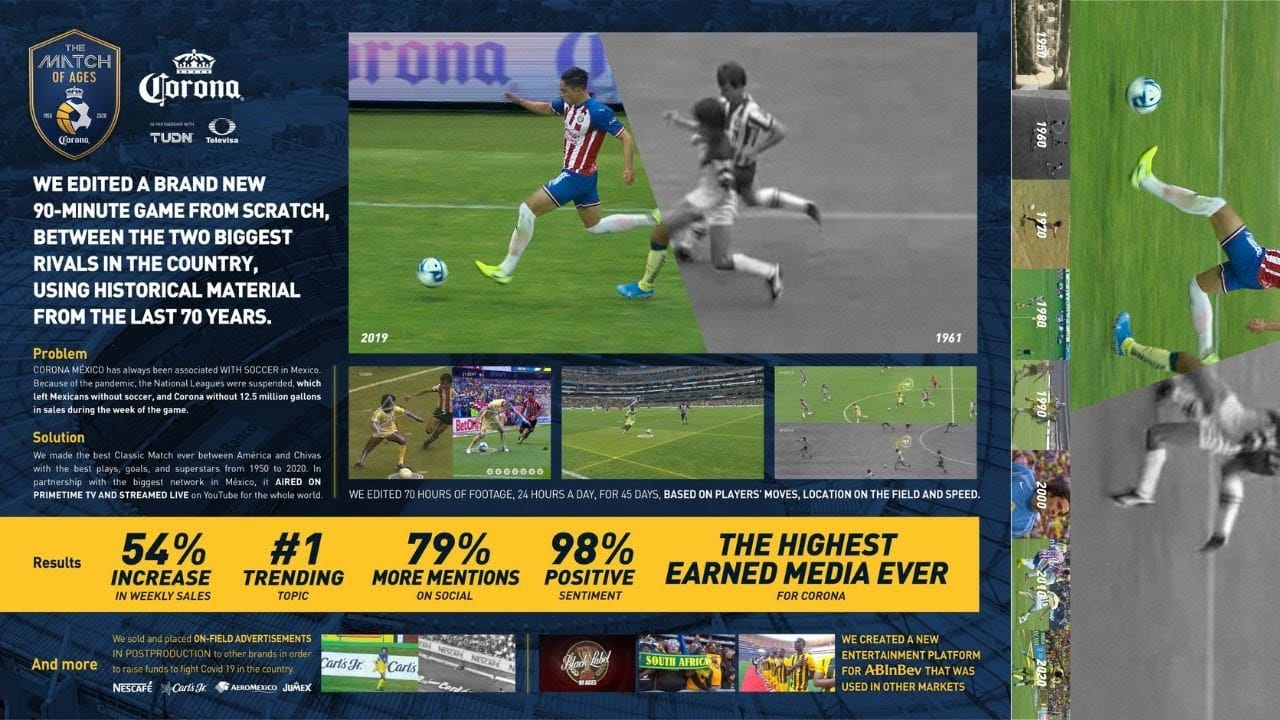 THE
MATCH
OF AGES
1950
2020
Corona
Corona
IN PARTNERSHIP WITH
TUDN
Televisa
WE EDITED A BRAND NEW
90-MINUTE GAME FROM SCRATCH,
BETWEEN THE TWO BIGGEST
RIVALS IN THE COUNTRY,
USING HISTORICAL MATERIAL
FROM THE LAST 70 YEARS.
Problem
CORONA MÉXICO has always been associated WITH SOCCER in Mexico.
Because of the pandemic, the National Leagues were suspended, which
left Mexicans without soccer, and Corona without 12.5 million gallons
in sales during the week of the game.
Solution
We made the best Classic Match ever between América and Chivas
with the best plays, goals, and superstars from 1950 to 2020. In
partnership with the biggest network in México, it AIRED ON
PRIMETIME TV AND STREAMED LIVE on YouTube for the whole world.
orona
2019
1961
BetOn
WE EDITED 70 HOURS OF FOOTAGE, 24 HOURS A DAY, FOR 45 DAYS, BASED ON PLAYERS' MOVES, LOCATION ON THE FIELD AND SPEED.
Results
54%
INCREASE
IN WEEKLY SALES
#1
TRENDING
TOPIC
79%
MORE MENTIONS
ON SOCIAL
98%
POSITIVE
SENTIMENT
THE HIGHEST
EARNED MEDIA EVER
FOR CORONA
And more
We sold and placed ON-FIELD ADVERTISEMENTS
IN POSTPRODUCTION to other brands in order
to raise funds to fight Covid 19 in the country.
NESCAFÉ Carl's Jr. AEROMEXICO JUMEX
Carl's Jr. Carl's
Black Label
OF AGES
SOUTH AFRICA
WE CREATED A NEW
ENTERTAINMENT PLATFORM
FOR ABInBev THAT WAS
USED IN OTHER MARKETS
1950
1960
1970
1980
1990
2000
2010
2020